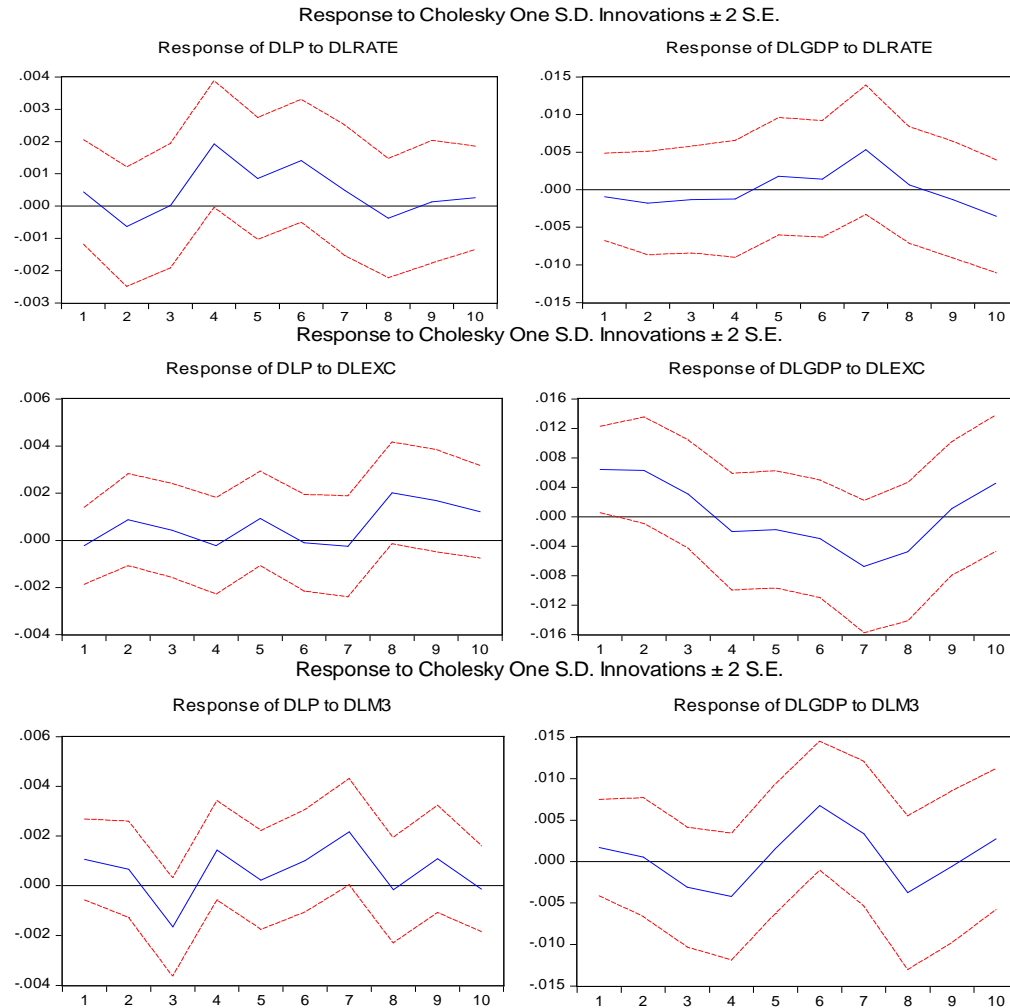 Response to Cholesky One S.D. Innovations ± 2 S.E.
Response of DLP to DLRATE
.004
.003
.002
.001
.000
-.001
-.002
-.003
1 2 3 4 5 6 7 8 9 10
Response of DLGDP to DLRATE
.015
.010
.005
.000
-.005
-.010
-.015
1 2 3 4 5 6 7 8 9 10
Response to Cholesky One S.D. Innovations ± 2 S.E.
Response of DLP to DLEXC
.006
.004
.002
.000
-.002
-.004
1 2 3 4 5 6 7 8 9 10
Response of DLGDP to DLEXC
.016
.012
.008
.004
.000
-.004
-.008
-.012
-.016
1 2 3 4 5 6 7 8 9 10
Response to Cholesky One S.D. Innovations ± 2 S.E.
Response of DLP to DLM3
.006
.004
.002
.000
-.002
-.004
1 2 3 4 5 6 7 8 9 10
Response of DLGDP to DLM3
.015
.010
.005
.000
-.005
-.010
-.015
1 2 3 4 5 6 7 8 9 10